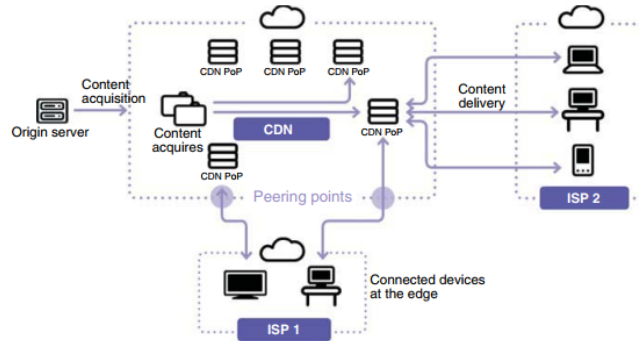 CDN PoP
CDN PoP
CDN PoP
Content
acquisition
Origin server
Content
acquires
CDN
CDN PoP
Content
delivery
CDN PoP
Peering points
ISP 2
Connected devices
at the edge
ISP 1